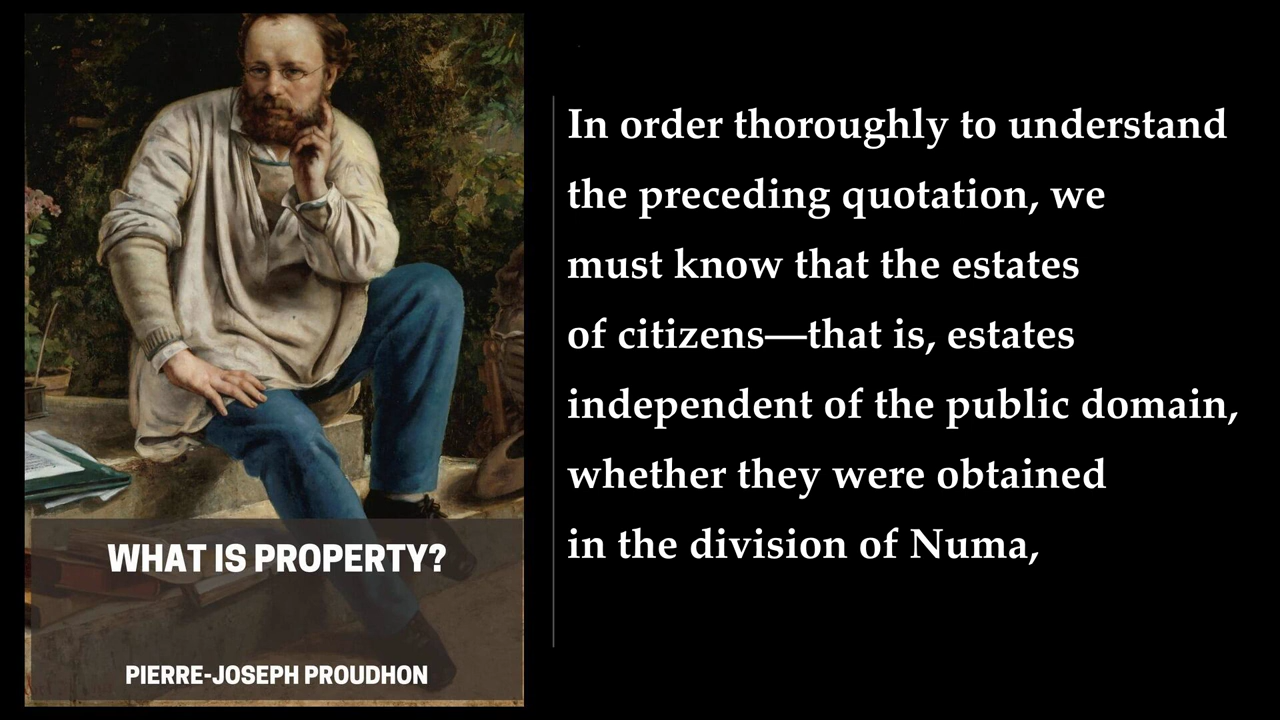 WHAT IS PROPERTY?
PIERRE-JOSEPH PROUDHON
In order thoroughly to understand
the preceding quotation, we
must know that the estates
of citizens—that is, estates
independent of the public domain,
whether they were obtained
in the division of Numa,